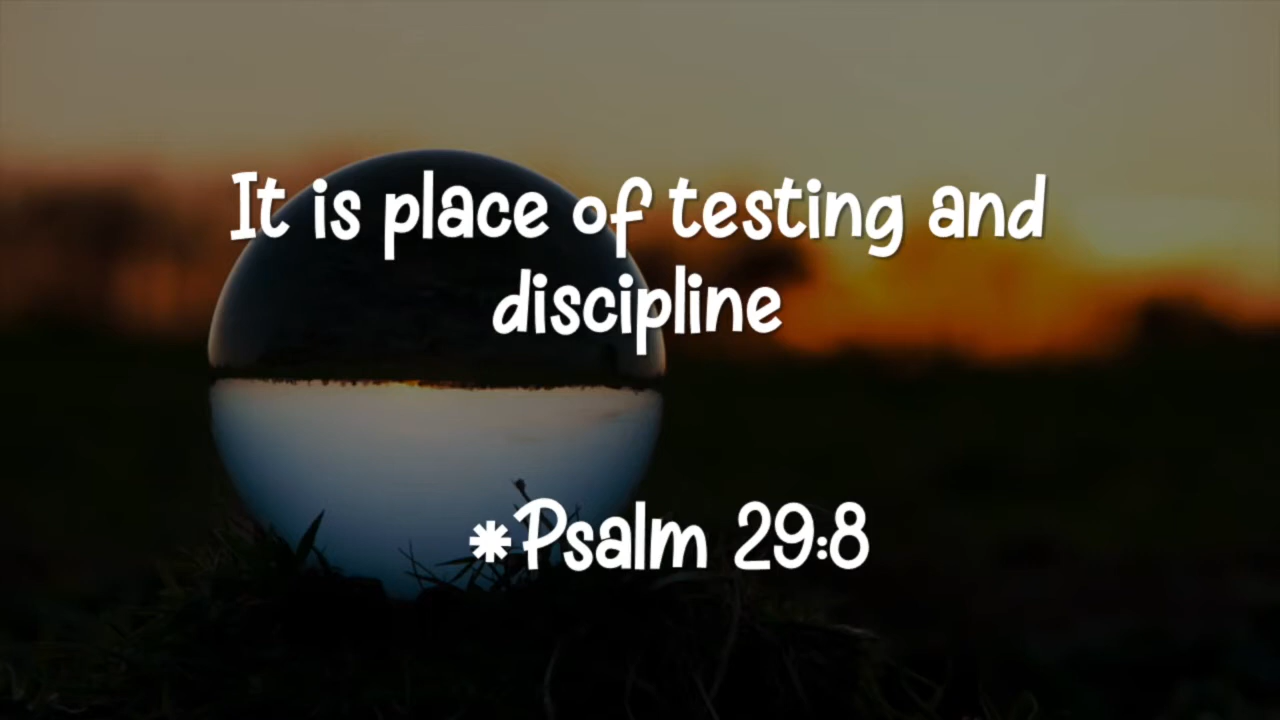 It is place of testing and
discipline
*Psalm 29:8